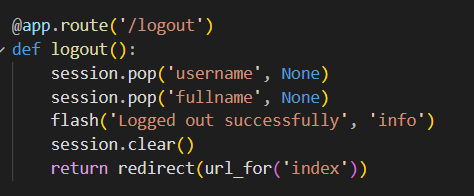 @app.route('/logout')
def logout():
    session.pop('username', None)
    session.pop('fullname', None)
    flash('Logged out successfully', 'info')
    session.clear()
    return redirect(url_for('index'))